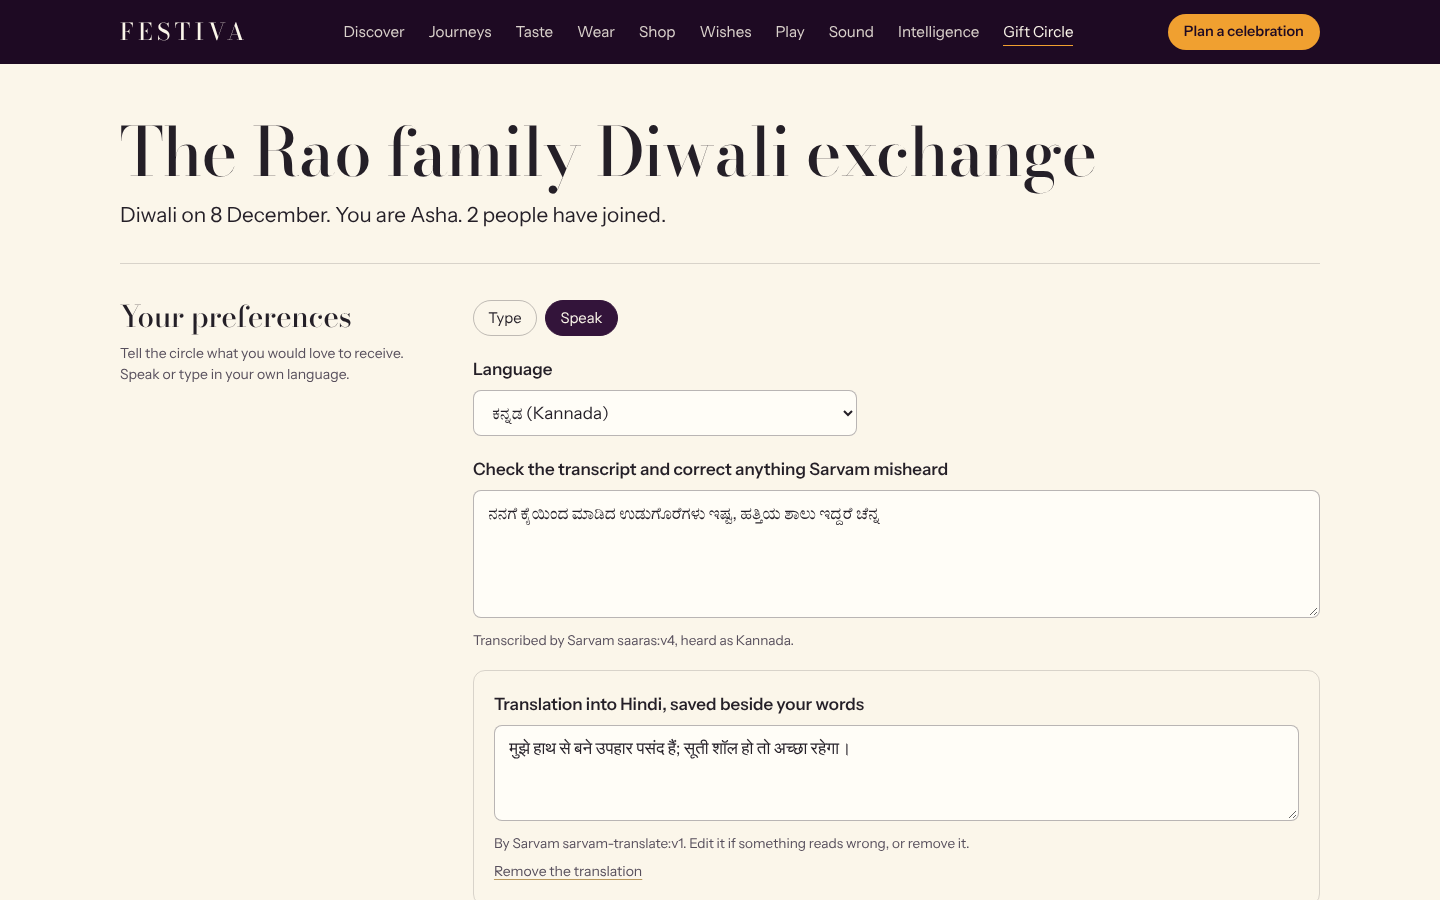 FESTIVA
Discover Journeys Taste Wear Shop Wishes Play Sound Intelligence Gift Circle
Plan a celebration
The Rao family Diwali exchange
Diwali on 8 December. You are Asha. 2 people have joined.
Your preferences
Tell the circle what you would love to receive.
Speak or type in your own language.
Type Speak
Language
ಕನ್ನಡ (Kannada)
Check the transcript and correct anything Sarvam misheard
ನನಗೆ ಕೈಯಿಂದ ಮಾಡಿದ ಉಡುಗೊರೆಗಳು ಇಷ್ಟ, ಹತ್ತಿಯ ಶಾಲು ಇದ್ದರೆ ಚೆನ್ನ
Transcribed by Sarvam saaras:v4, heard as Kannada.
Translation into Hindi, saved beside your words
मुझे हाथ से बने उपहार पसंद हैं; सूती शॉल हो तो अच्छा रहेगा।
By Sarvam sarvam-translate:v1. Edit it if something reads wrong, or remove it.
Remove the translation